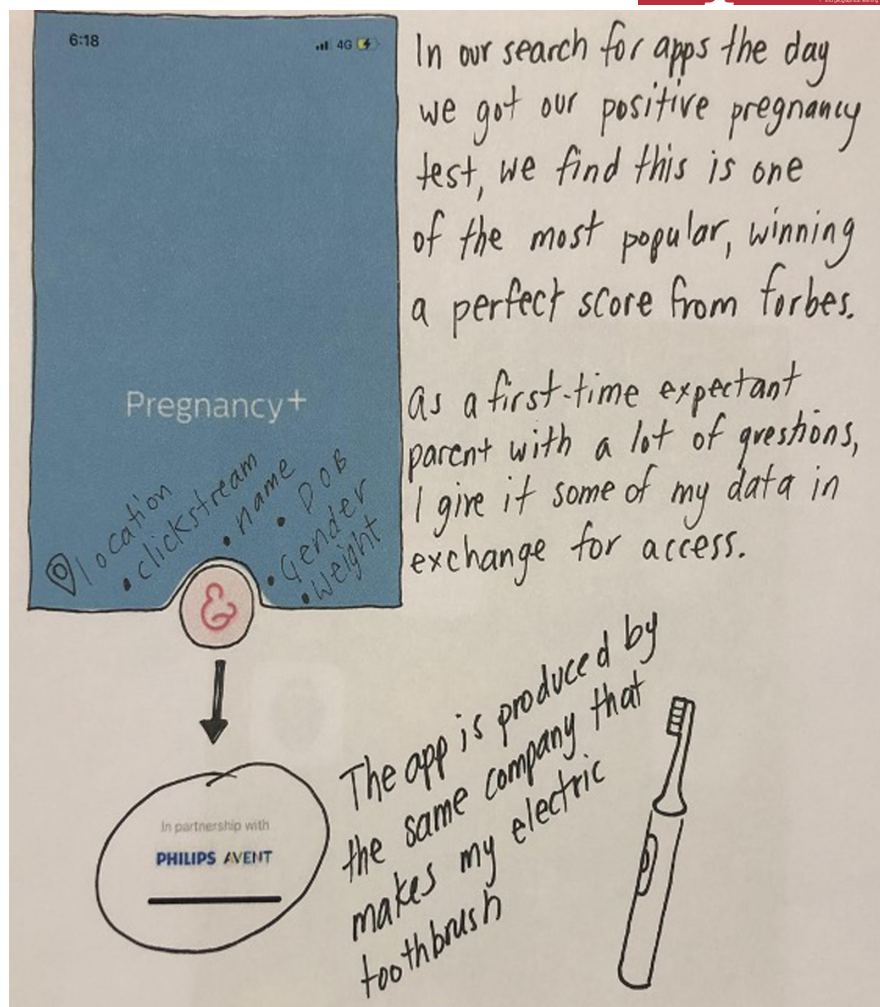 6:18
4G
In our search for apps the day
we got our positive pregnancy
test, we find this is one
of the most popular, winning
a perfect score from forbes.
as a first-time expectant
parent with a lot of questions,
I give it some of my data in
exchange for access.
Pregnancy+
location
• clickstream
• name
• DOB
• Gender
• weight
&
In partnership with
PHILIPS AVENT
The app is produced by
the same company that
makes my electric
toothbrush